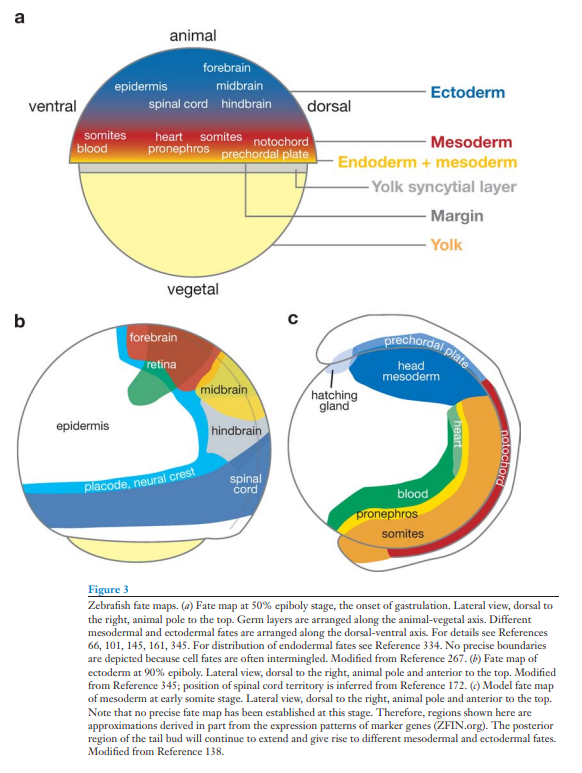 a
animal
forebrain
epidermis
midbrain
spinal cord
hindbrain
Ectoderm
ventral
dorsal
somites
heart
somites
notochord
Mesoderm
blood
pronephros
prechordal plate
Endoderm + mesoderm
Yolk syncytial layer
Margin
Yolk
vegetal
b
forebrain
retina
midbrain
epidermis
hindbrain
placode, neural crest
spinal
cord
c
prechordal plate
head
mesoderm
hatching
gland
heart
notochord
blood
pronephros
somites
Figure 3
Zebrafish fate maps. (a) Fate map at 50% epiboly stage, the onset of gastrulation. Lateral view, dorsal to
the right, animal pole to the top. Germ layers are arranged along the animal-vegetal axis. Different
mesodermal and ectodermal fates are arranged along the dorsal-ventral axis. For details see References
66, 101, 145, 161, 345. For distribution of endodermal fates see Reference 334. No precise boundaries
are depicted because cell fates are often intermingled. Modified from Reference 267. (b) Fate map of
ectoderm at 90% epiboly. Lateral view, dorsal to the right, animal pole and anterior to the top. Modified
from Reference 345; position of spinal cord territory is inferred from Reference 172. (c) Model fate map
of mesoderm at early somite stage. Lateral view, dorsal to the right, animal pole and anterior to the top.
Note that no precise fate map has been established at this stage. Therefore, regions shown here are
approximations derived in part from the expression patterns of marker genes (ZFIN.org). The posterior
region of the tail bud will continue to extend and give rise to different mesodermal and ectodermal fates.
Modified from Reference 138.